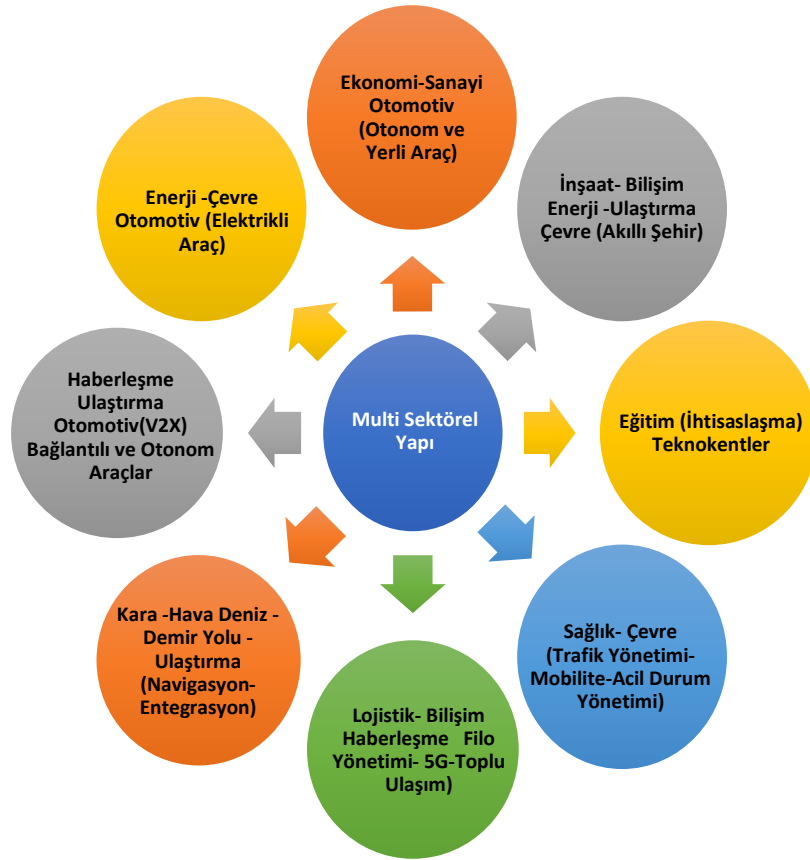 Ekonomi-Sanayi
Otomotiv
(Otonom ve
Yerli Araç)
İnşaat- Bilişim
Enerji -Ulaştırma
Çevre (Akıllı Şehir)
Eğitim (İhtisaslaşma)
Teknokentler
Sağlık- Çevre
(Trafik Yönetimi-
Mobilite-Acil Durum
Yönetimi)
Lojistik- Bilişim
Haberleşme Filo
Yönetimi- 5G-Toplu
Ulaşım)
Kara -Hava Deniz -
Demir Yolu -
Ulaştırma
(Navigasyon-
Entegrasyon)
Haberleşme
Ulaştırma
Otomotiv(V2X)
Bağlantılı ve Otonom
Araçlar
Enerji -Çevre
Otomotiv (Elektrikli
Araç)
Multi Sektörel
Yapı